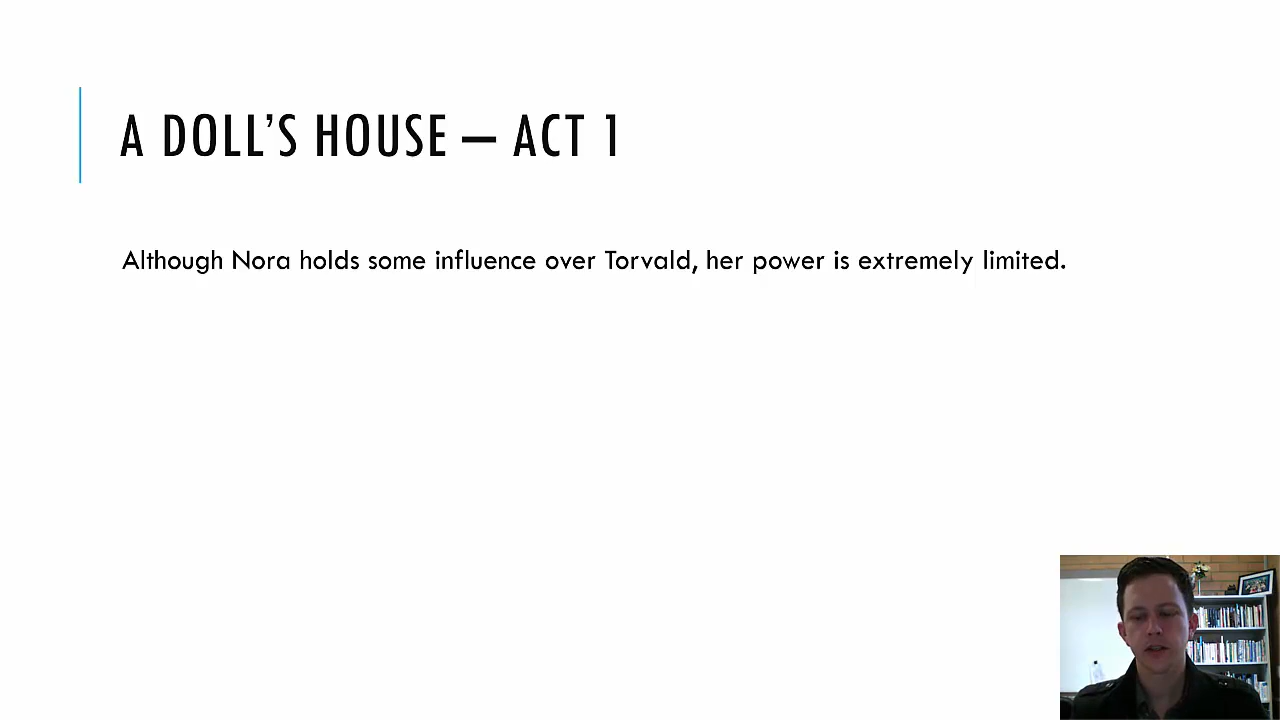 A DOLL'S HOUSE – ACT 1
Although Nora holds some influence over Torvald, her power is extremely limited.